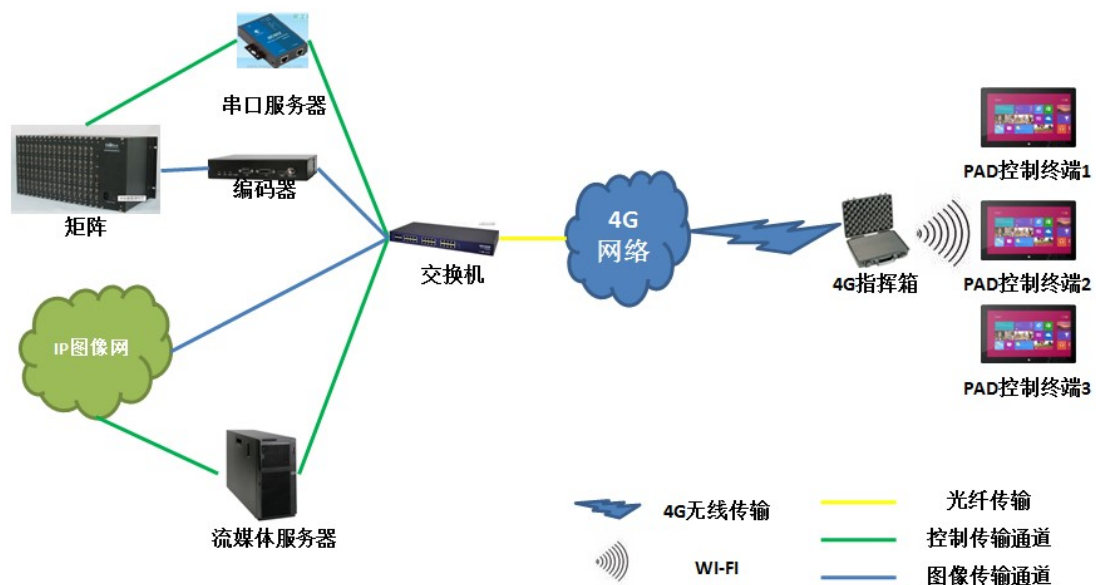 串口服务器
矩阵
编码器
交换机
IP图像网
流媒体服务器
4G
网络
4G指挥箱
PAD控制终端1
PAD控制终端2
PAD控制终端3
4G无线传输
WI-FI
光纤传输
控制传输通道
图像传输通道